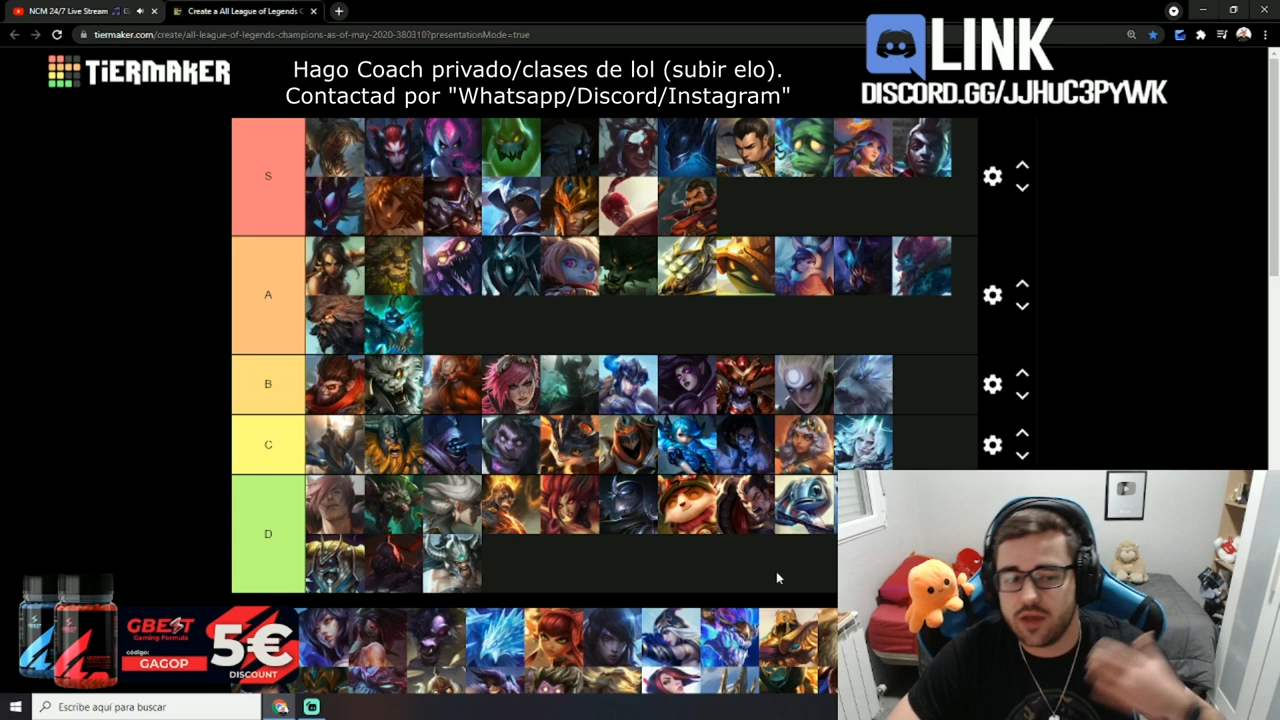 NCM 24/7 Live Stream
Create a All League of Legends C
tiermaker.com/create/all-league-of-legends-champions-as-of-may-2020-380310?presentationMode=true
TIERMAKER
Hago Coach privado/clases de lol (subir elo).
Contactad por "Whatsapp/Discord/Instagram"
LINK
DISCORD.GG/JJHUC3PYWK
S
A
B
C
D
GBEST
Gaming Formula
código:
GAGOP
5€
DISCOUNT
Escribe aquí para buscar